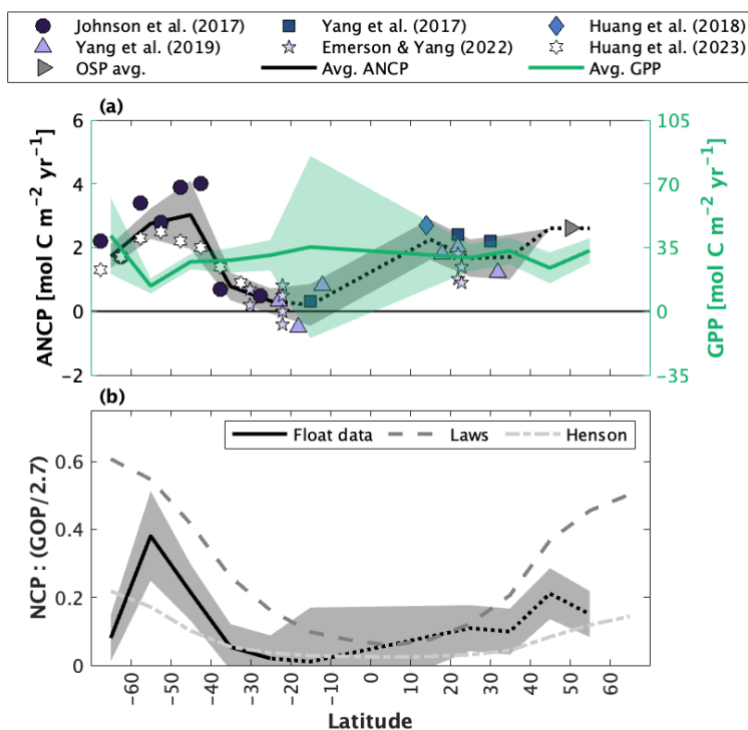 Johnson et al. (2017) Yang et al. (2017) Huang et al. (2018)
Yang et al. (2019) Emerson & Yang (2022) Huang et al. (2023)
OSP avg. Avg. ANCP Avg. GPP
(a)
6 105
4 70
2 35
0 0
-2 -35
ANCP [mol C m⁻² yr⁻¹]
GPP [mol C m⁻² yr⁻¹]
(b)
Float data Laws Henson
0.6
0.4
0.2
0
NCP : (GOP/2.7)
-60 -50 -40 -30 -20 -10 0 10 20 30 40 50 60
Latitude